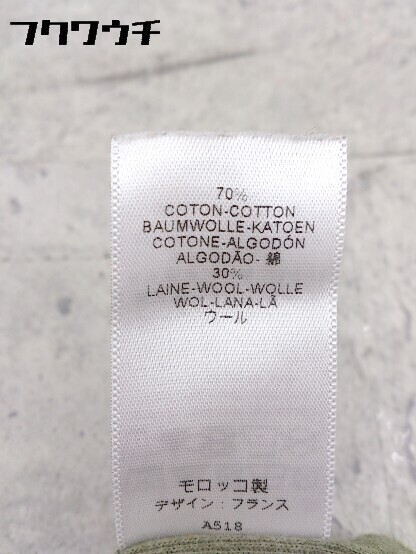 フクワウチ
70%
COTON-COTTON
BAUMWOLLE-KATOEN
COTONE-ALGODÓN
ALGODÃO- 綿
30%
LAINE-WOOL-WOLLE
WOL-LANA-LÃ
ウール
モロッコ製
デザイン：フランス
A518